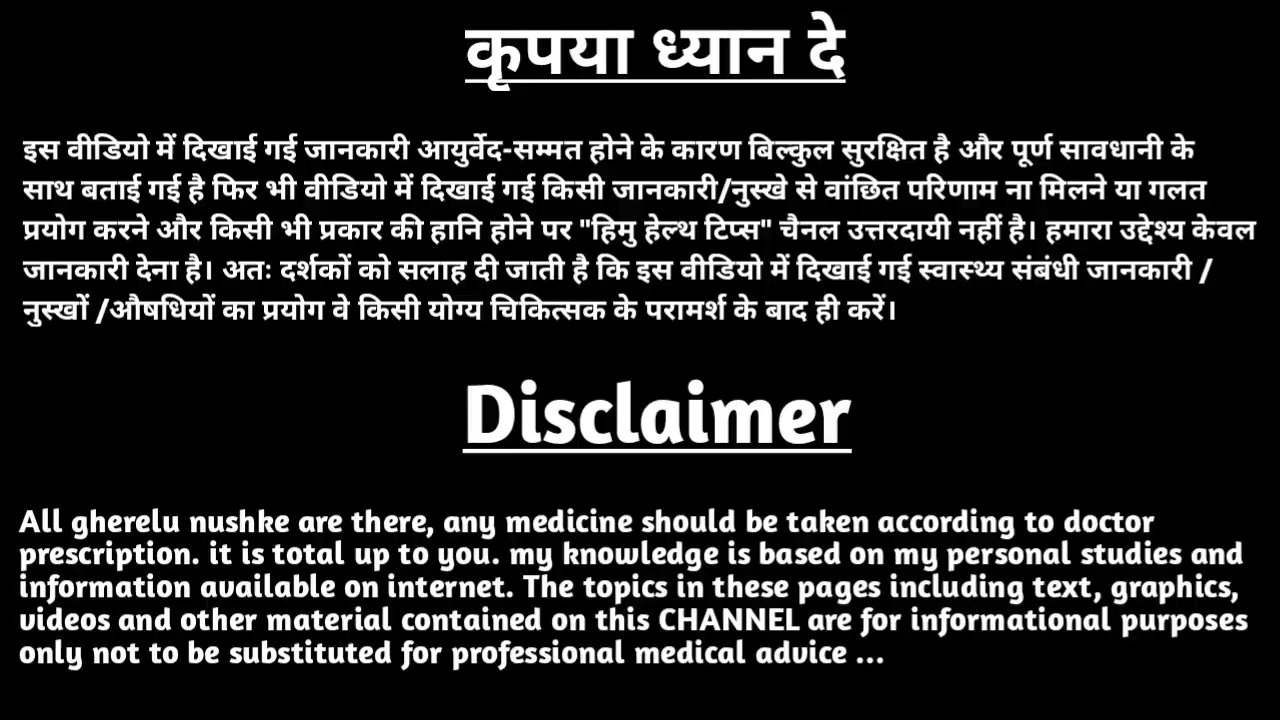 कृपया ध्यान दे
इस वीडियो में दिखाई गई जानकारी आयुर्वेद-सम्मत होने के कारण बिल्कुल सुरक्षित है और पूर्ण सावधानी के
साथ बताई गई है फिर भी वीडियो में दिखाई गई किसी जानकारी/नुस्खे से वांछित परिणाम ना मिलने या गलत
प्रयोग करने और किसी भी प्रकार की हानि होने पर "हिमु हेल्थ टिप्स" चैनल उत्तरदायी नहीं है। हमारा उद्देश्य केवल
जानकारी देना है। अतः दर्शकों को सलाह दी जाती है कि इस वीडियो में दिखाई गई स्वास्थ्य संबंधी जानकारी /
नुस्खों /औषधियों का प्रयोग वे किसी योग्य चिकित्सक के परामर्श के बाद ही करें।
Disclaimer
All gherelu nushke are there, any medicine should be taken according to doctor
prescription. it is total up to you. my knowledge is based on my personal studies and
information available on internet. The topics in these pages including text, graphics,
videos and other material contained on this CHANNEL are for informational purposes
only not to be substituted for professional medical advice ...